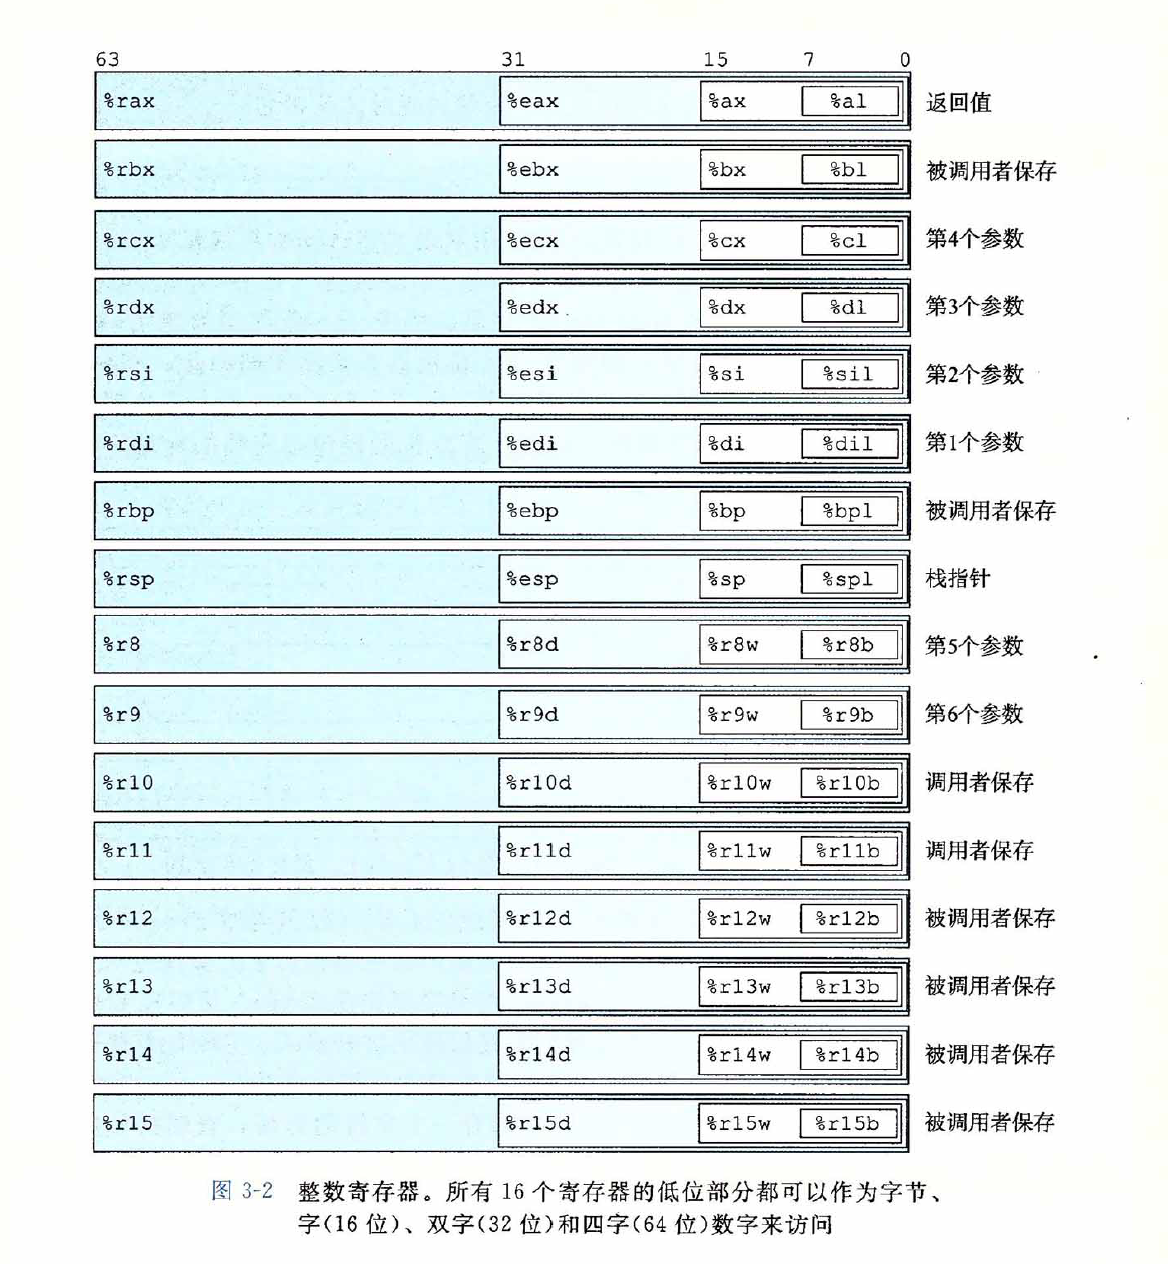 63 31 15 7 0
%rax %eax %ax %al 返回值
%rbx %ebx %bx %bl 被调用者保存
%rcx %ecx %cx %cl 第4个参数
%rdx %edx %dx %dl 第3个参数
%rsi %esi %si %sil 第2个参数
%rdi %edi %di %dil 第1个参数
%rbp %ebp %bp %bpl 被调用者保存
%rsp %esp %sp %spl 栈指针
%r8 %r8d %r8w %r8b 第5个参数
%r9 %r9d %r9w %r9b 第6个参数
%r10 %r10d %r10w %r10b 调用者保存
%r11 %r11d %r11w %r11b 调用者保存
%r12 %r12d %r12w %r12b 被调用者保存
%r13 %r13d %r13w %r13b 被调用者保存
%r14 %r14d %r14w %r14b 被调用者保存
%r15 %r15d %r15w %r15b 被调用者保存
图 3-2 整数寄存器。所有 16 个寄存器的低位部分都可以作为字节、
字(16 位)、双字(32 位)和四字(64 位)数字来访问